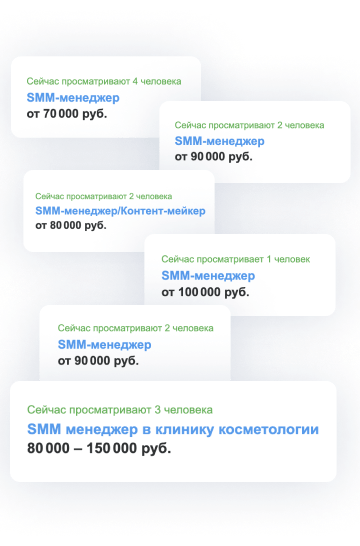 Сейчас просматривают 4 человека
SMM-менеджер
от 70 000 руб.
Сейчас просматривают 2 человека
SMM-менеджер
от 90 000 руб.
Сейчас просматривают 2 человека
SMM-менеджер/Контент-мейкер
от 80 000 руб.
Сейчас просматривает 1 человек
SMM-менеджер
от 100 000 руб.
Сейчас просматривают 2 человека
SMM-менеджер
от 90 000 руб.
Сейчас просматривают 3 человека
SMM менеджер в клинику косметологии
80 000 – 150 000 руб.